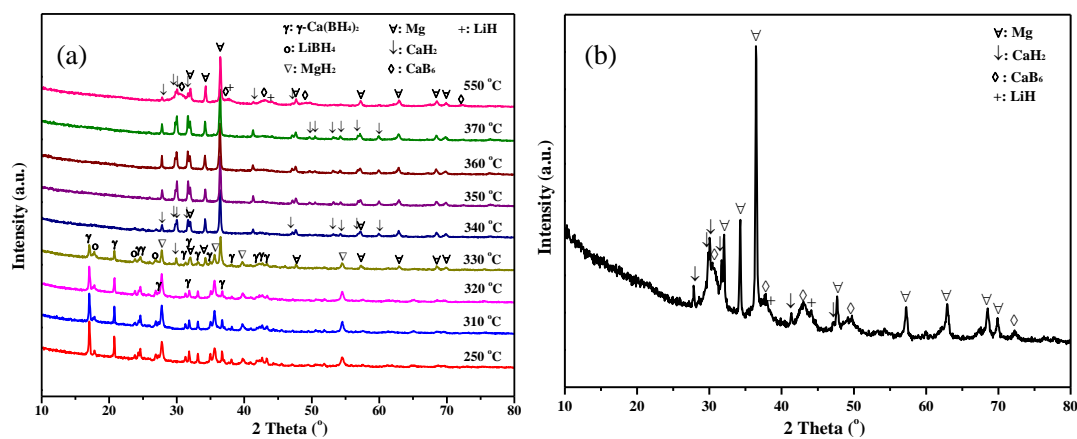 (a)
γ: γ-Ca(BH₄)₂
∀: Mg
+: LiH
o: LiBH₄
↓: CaH₂
▽: MgH₂
◊: CaB₆
550 °C
370 °C
360 °C
350 °C
340 °C
330 °C
320 °C
310 °C
250 °C
Intensity (a.u.)
10 20 30 40 50 60 70 80
2 Theta (°)
(b)
∀: Mg
↓: CaH₂
◊: CaB₆
+: LiH
Intensity (a.u.)
10 20 30 40 50 60 70 80
2 Theta (°)